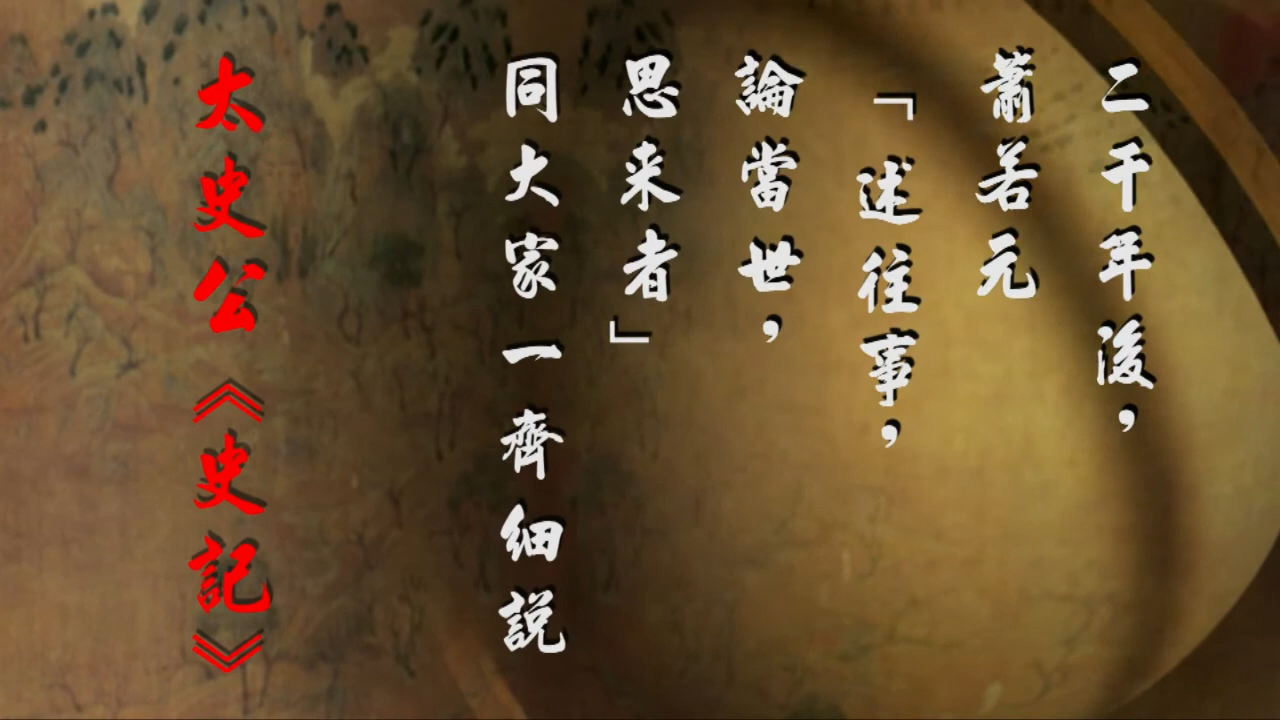 二千年後，
蕭若元
「述往事，
論當世，
思来者」
同大家一齊細説
太史公《史記》